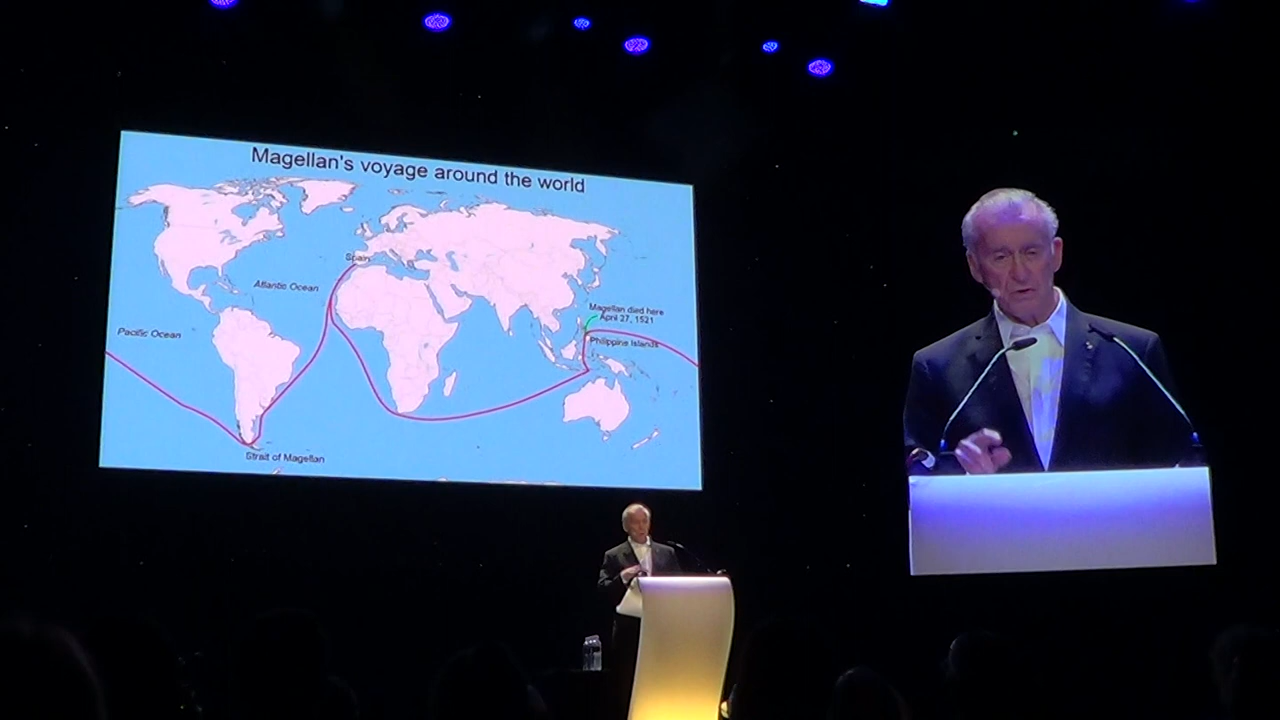 Magellan's voyage around the world
Spain
Atlantic Ocean
Magellan died here
April 27, 1521
Pacific Ocean
Philippine Islands
Strait of Magellan